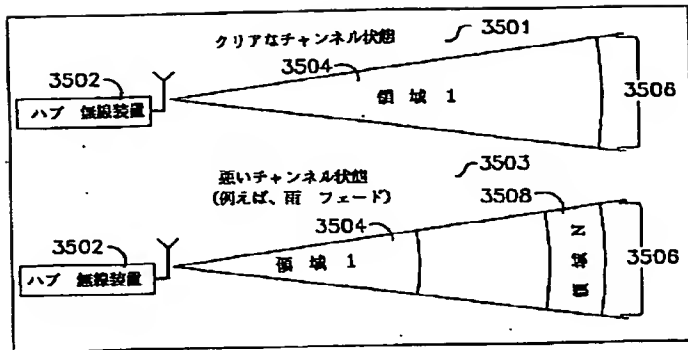 クリアなチャンネル状態
3501
3504
3502
ハブ 無線装置
領域 1
3506
悪いチャンネル状態
(例えば、雨 フェード)
3503
3508
3504
3502
ハブ 無線装置
領域 1
領域 N
3506